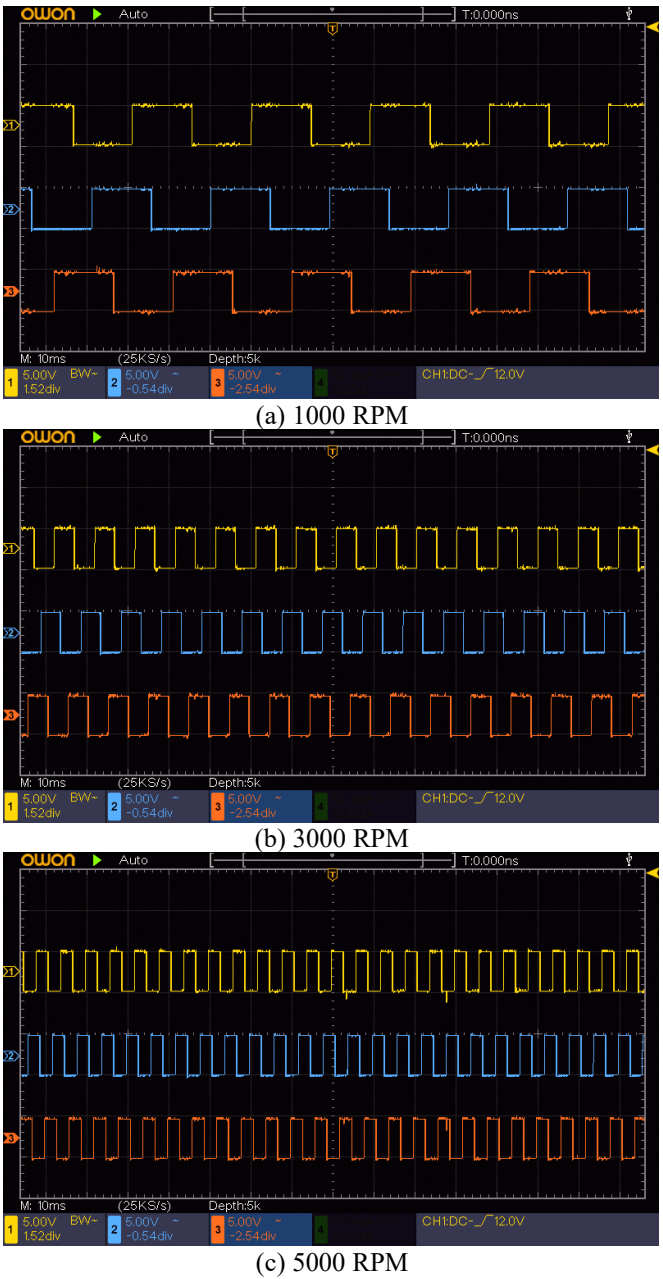 OWON Auto T T:0.000ns
1
2
3
M: 10ms (25KS/s) Depth:5k
1 5.00V BW~ 2 5.00V ~ 3 5.00V ~ 4 CH1:DC-_/¯12.0V
1.52div -0.54div -2.54div
(a) 1000 RPM
OWON Auto T T:0.000ns
1
2
3
M: 10ms (25KS/s) Depth:5k
1 5.00V BW~ 2 5.00V ~ 3 5.00V ~ 4 CH1:DC-_/¯12.0V
1.52div -0.54div -2.54div
(b) 3000 RPM
OWON Auto T T:0.000ns
1
2
3
M: 10ms (25KS/s) Depth:5k
1 5.00V BW~ 2 5.00V ~ 3 5.00V ~ 4 CH1:DC-_/¯12.0V
1.52div -0.54div -2.54div
(c) 5000 RPM